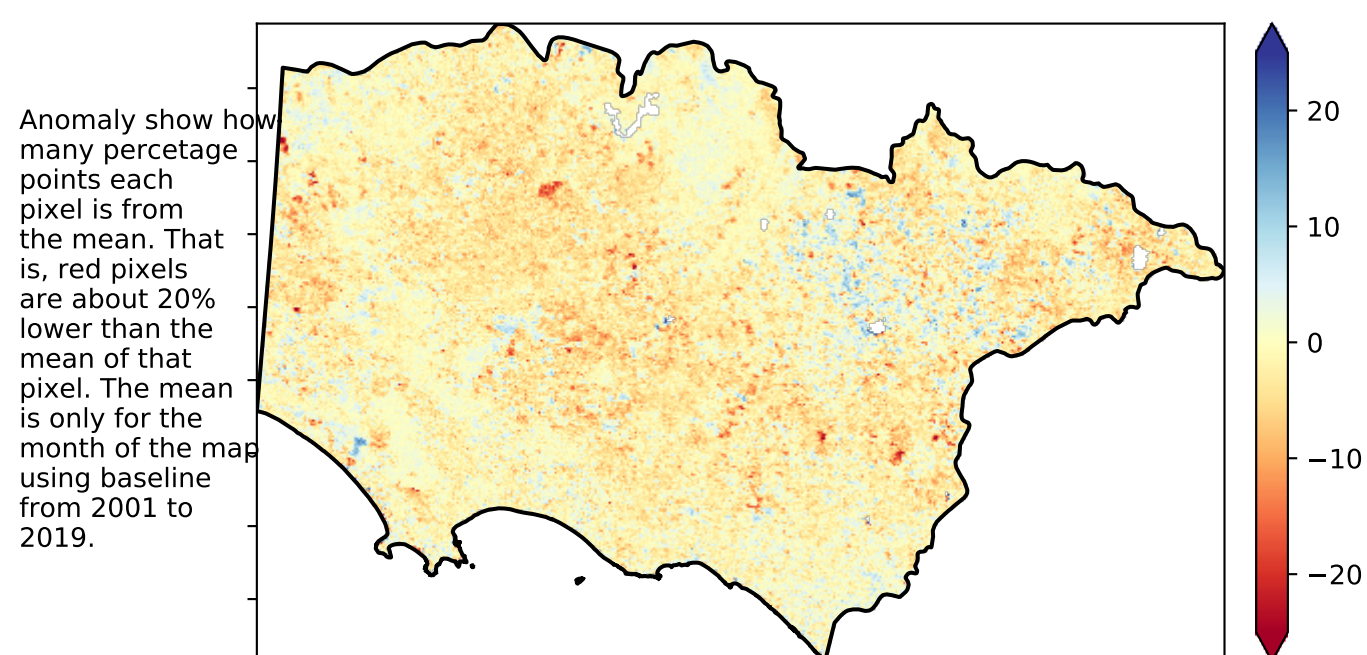 Anomaly show how
many percetage
points each
pixel is from
the mean. That
is, red pixels
are about 20%
lower than the
mean of that
pixel. The mean
is only for the
month of the map
using baseline
from 2001 to
2019.
20
10
0
−10
−20